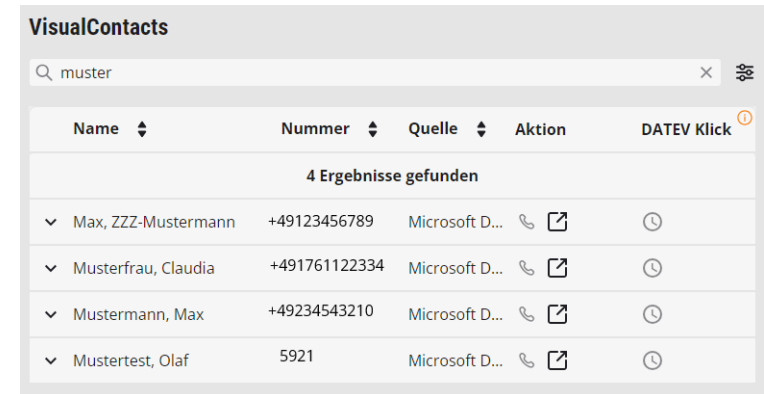 VisualContacts
muster
Name Nummer Quelle Aktion DATEV Klick
4 Ergebnisse gefunden
Max, ZZZ-Mustermann +49123456789 Microsoft D...
Musterfrau, Claudia +491761122334 Microsoft D...
Mustermann, Max +49234543210 Microsoft D...
Mustertest, Olaf 5921 Microsoft D...